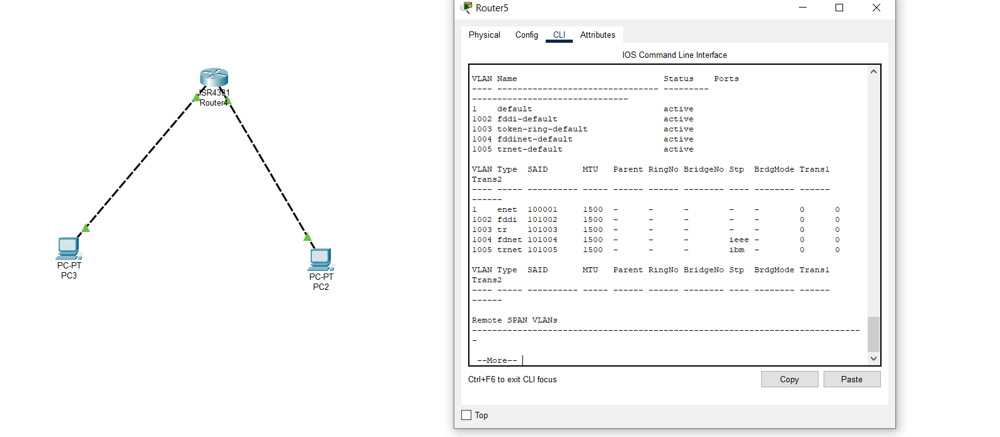 ISR4331
Router4
PC-PT
PC3
PC-PT
PC2
Router5
Physical Config CLI Attributes
IOS Command Line Interface
VLAN Name                             Status    Ports
---- -------------------------------- --------- -------------------------------
1    default                          active
1002 fddi-default                     active
1003 token-ring-default               active
1004 fddinet-default                  active
1005 trnet-default                    active
VLAN Type  SAID       MTU   Parent RingNo BridgeNo Stp  BrdgMode Trans1
Trans2
---- ----- ---------- ----- ------ ------ -------- ---- -------- ------
------
1    enet  100001     1500  -      -      -        -    -        0      0
1002 fddi  101002     1500  -      -      -        -    -        0      0
1003 tr    101003     1500  -      -      -        -    -        0      0
1004 fdnet 101004     1500  -      -      -        ieee -        0      0
1005 trnet 101005     1500  -      -      -        ibm  -        0      0
VLAN Type  SAID       MTU   Parent RingNo BridgeNo Stp  BrdgMode Trans1
Trans2
---- ----- ---------- ----- ------ ------ -------- ---- -------- ------
------
Remote SPAN VLANs
-----------------------------------------------------------------------------
-
--More--
Ctrl+F6 to exit CLI focus
Copy
Paste
Top